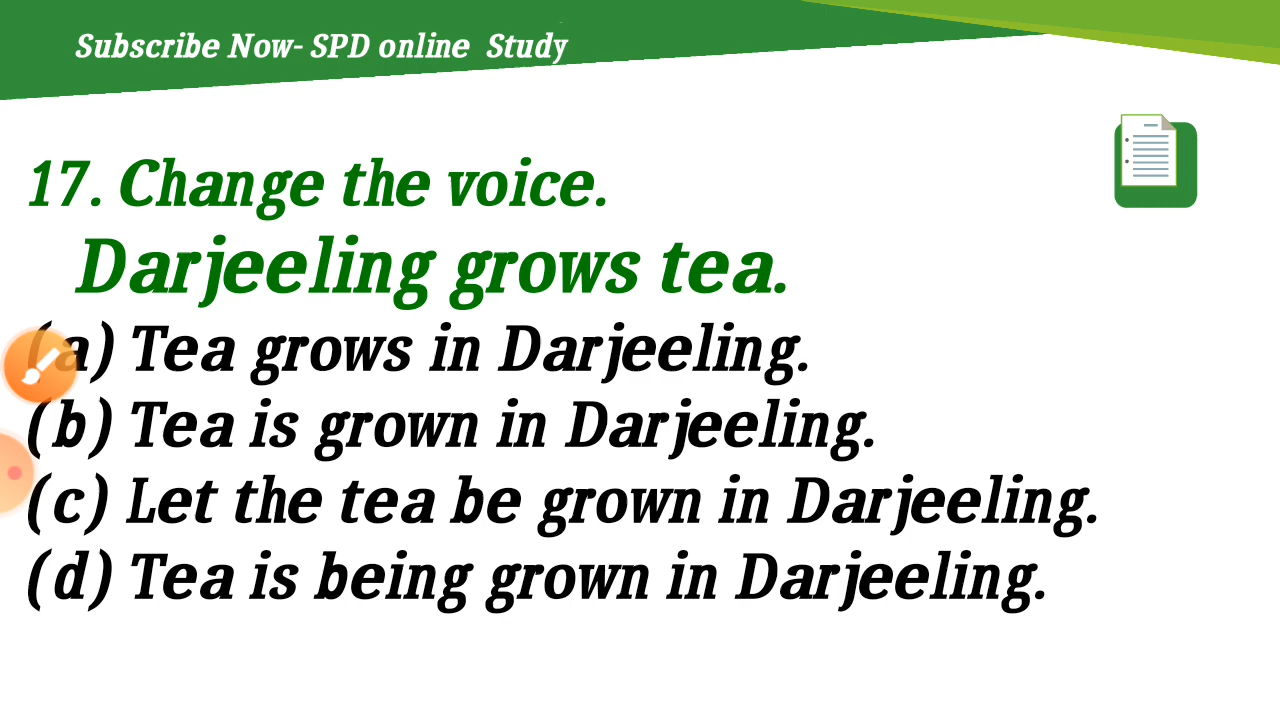 Subscribe Now- SPD online Study
17. Change the voice.
Darjeeling grows tea.
(a) Tea grows in Darjeeling.
(b) Tea is grown in Darjeeling.
(c) Let the tea be grown in Darjeeling.
(d) Tea is being grown in Darjeeling.